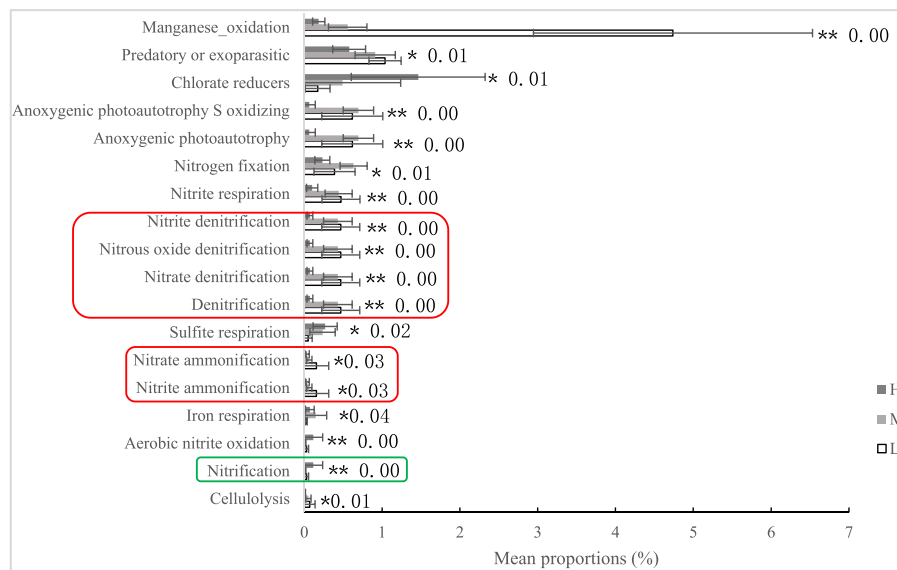 Manganese_oxidation ** 0.00
Predatory or exoparasitic * 0.01
Chlorate reducers * 0.01
Anoxygenic photoautotrophy S oxidizing ** 0.00
Anoxygenic photoautotrophy ** 0.00
Nitrogen fixation * 0.01
Nitrite respiration ** 0.00
Nitrite denitrification ** 0.00
Nitrous oxide denitrification ** 0.00
Nitrate denitrification ** 0.00
Denitrification ** 0.00
Sulfite respiration * 0.02
Nitrate ammonification *0.03
Nitrite ammonification *0.03
Iron respiration *0.04
Aerobic nitrite oxidation ** 0.00
Nitrification ** 0.00
Cellulolysis *0.01
H
M
L
0 1 2 3 4 5 6 7
Mean proportions (%)